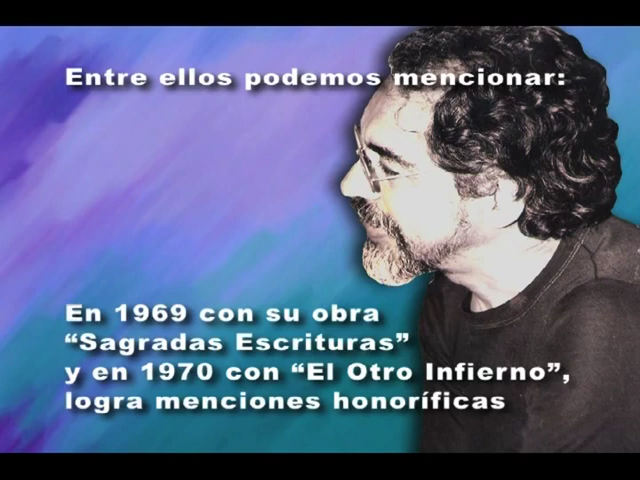 Entre ellos podemos mencionar:
En 1969 con su obra
“Sagradas Escrituras”
y en 1970 con “El Otro Infierno”,
logra menciones honoríficas